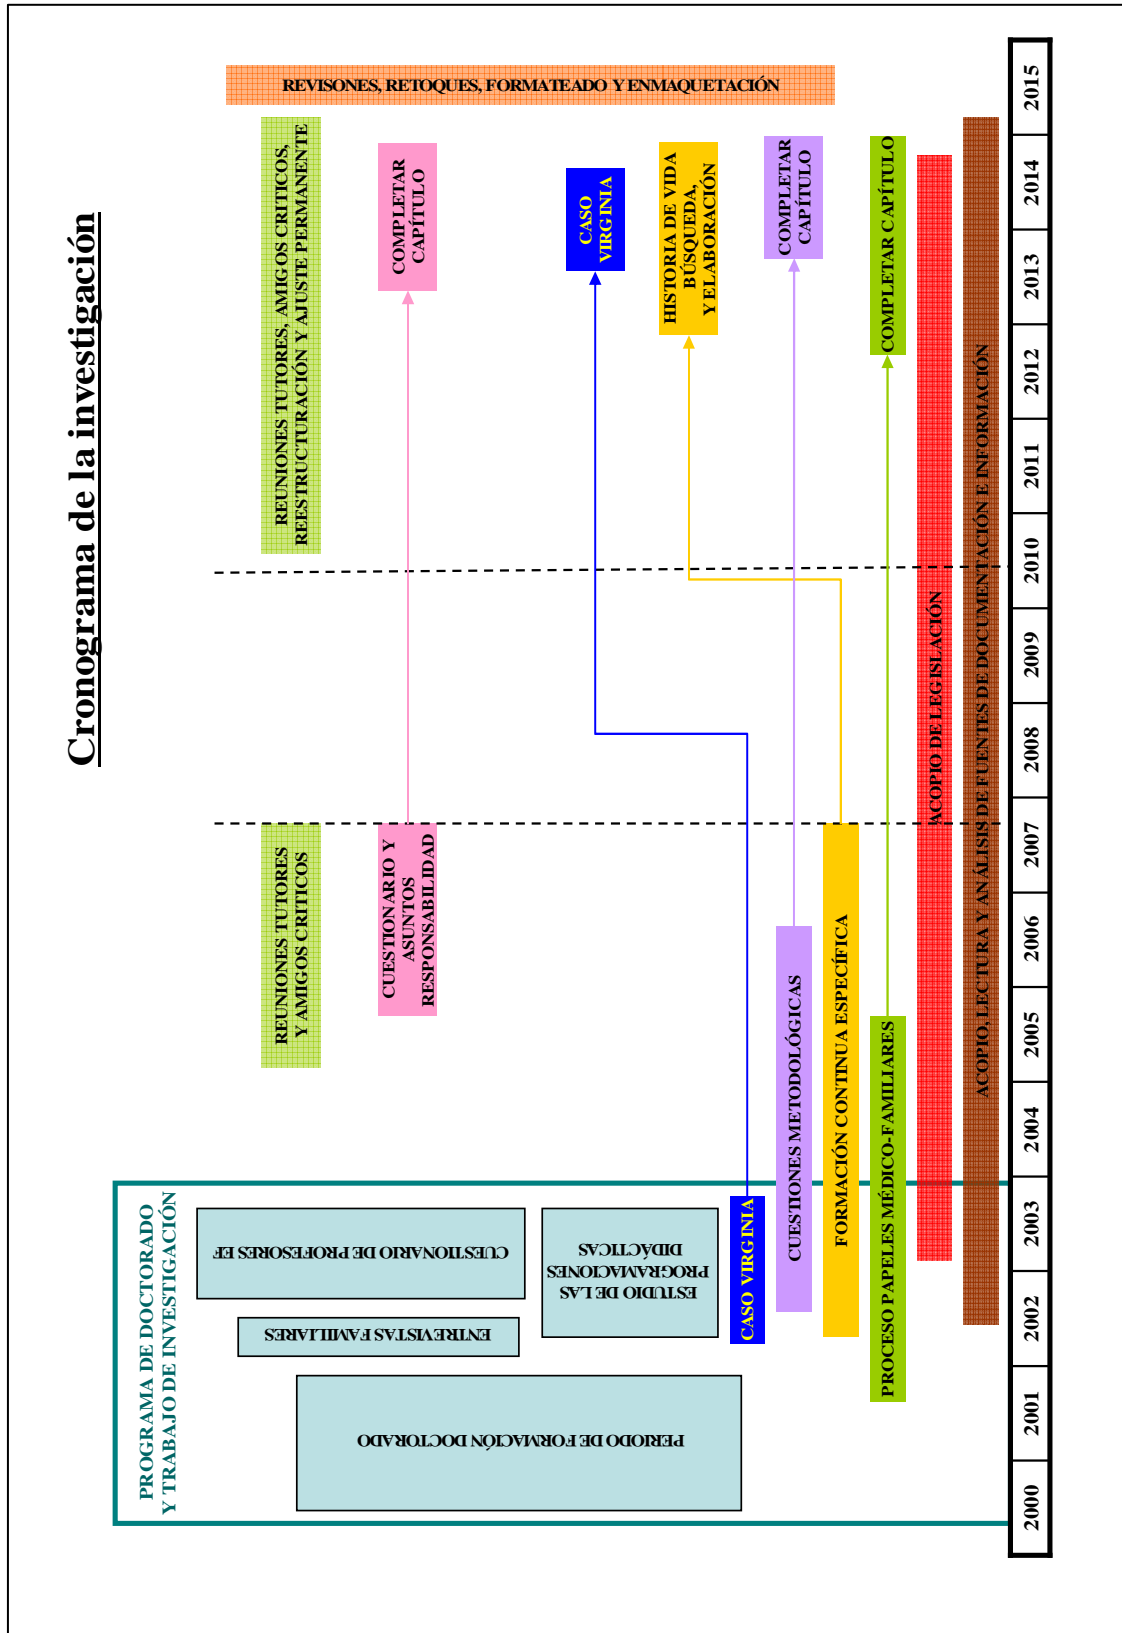 Cronograma de la investigación
PROGRAMA DE DOCTORADO
Y TRABAJO DE INVESTIGACIÓN
CUESTIONARIO DE PROFESORES EF
ENTREVISTAS FAMILIARES
PERIODO DE FORMACIÓN DOCTORADO
ESTUDIO DE LAS
PROGRAMACIONES
DIDÁCTICAS
REUNIONES TUTORES
Y AMIGOS CRITICOS
REUNIONES TUTORES, AMIGOS CRITICOS,
REESTRUCTURACIÓN Y AJUSTE PERMANENTE
REVISONES, RETOQUES, FORMATEADO Y ENMAQUETACIÓN
CUESTIONARIO Y
ASUNTOS
RESPONSABILIDAD
COMPLETAR
CAPÍTULO
CASO VIRGINIA
CASO
VIRGINIA
CUESTIONES METODOLÓGICAS
COMPLETAR
CAPÍTULO
FORMACIÓN CONTINUA ESPECÍFICA
HISTORIA DE VIDA
BÚSQUEDA,
Y ELABORACIÓN
PROCESO PAPELES MÉDICO-FAMILIARES
COMPLETAR CAPÍTULO
ACOPIO DE LEGISLACIÓN
ACOPIO, LECTURA Y ANÁLISIS DE FUENTES DE DOCUMENTACIÓN E INFORMACIÓN
2000 2001 2002 2003 2004 2005 2006 2007 2008 2009 2010 2011 2012 2013 2014 2015